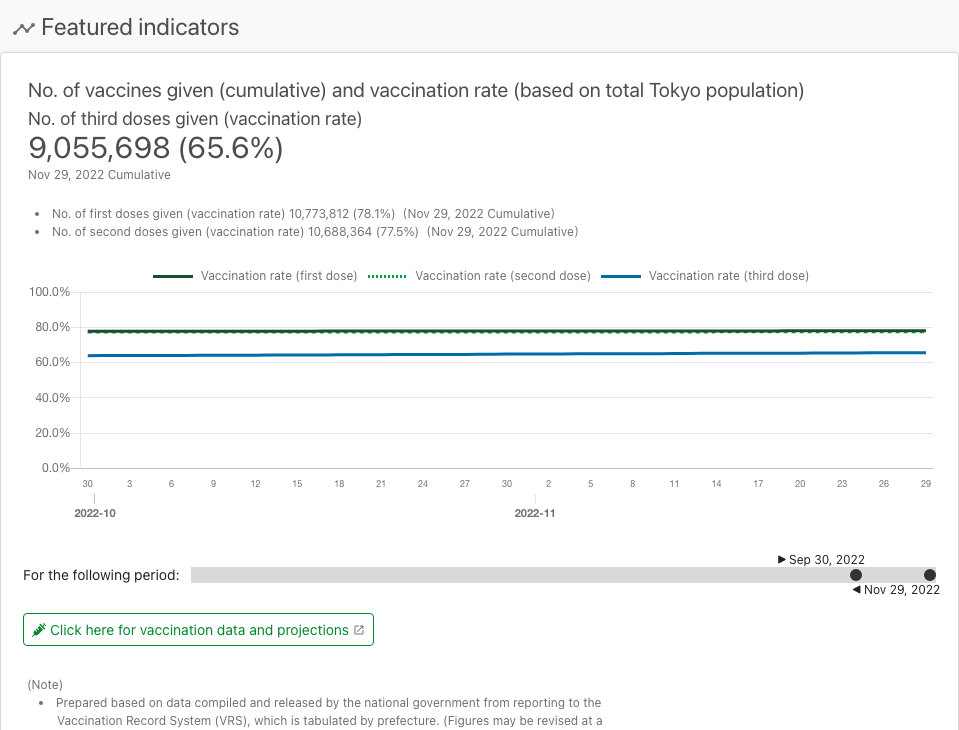 Featured indicators
No. of vaccines given (cumulative) and vaccination rate (based on total Tokyo population)
No. of third doses given (vaccination rate)
9,055,698 (65.6%)
Nov 29, 2022 Cumulative
• No. of first doses given (vaccination rate) 10,773,812 (78.1%)  (Nov 29, 2022 Cumulative)
• No. of second doses given (vaccination rate) 10,688,364 (77.5%)  (Nov 29, 2022 Cumulative)
Vaccination rate (first dose) Vaccination rate (second dose) Vaccination rate (third dose)
100.0%
80.0%
60.0%
40.0%
20.0%
0.0%
30 3 6 9 12 15 18 21 24 27 30 2 5 8 11 14 17 20 23 26 29
2022-10 2022-11
▶ Sep 30, 2022
For the following period:
◀ Nov 29, 2022
Click here for vaccination data and projections
(Note)
• Prepared based on data compiled and released by the national government from reporting to the
Vaccination Record System (VRS), which is tabulated by prefecture. (Figures may be revised at a